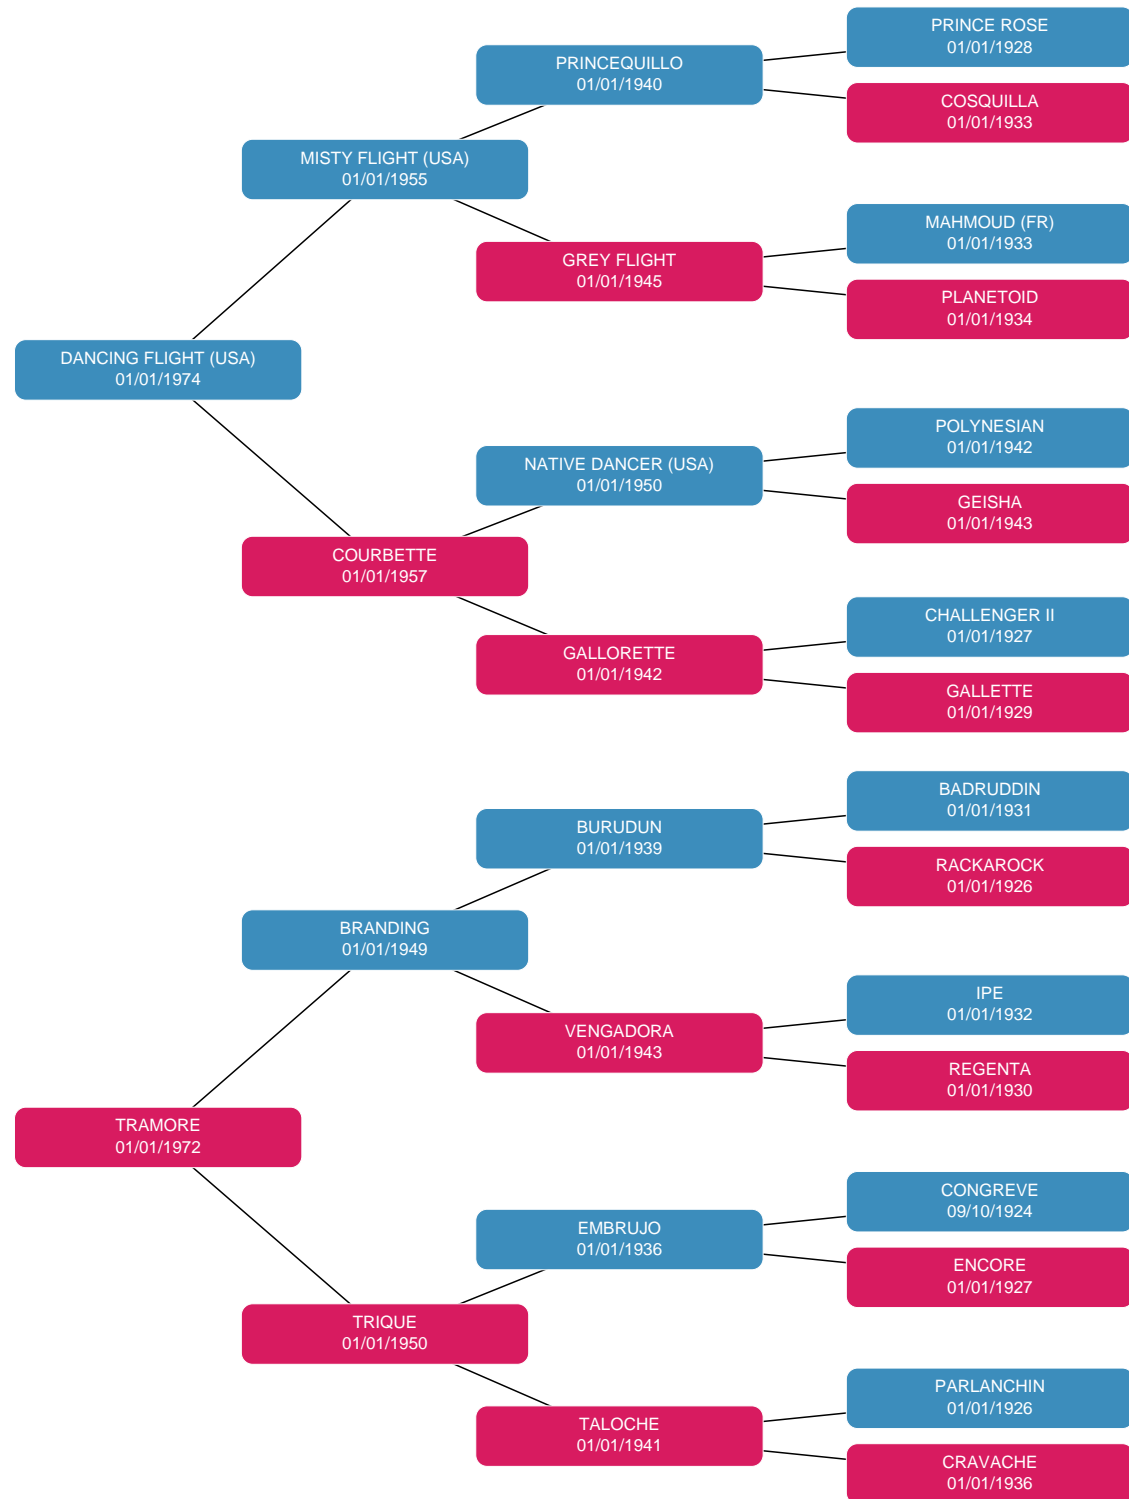 PRINCE ROSE
01/01/1928
PRINCEQUILLO
01/01/1940
COSQUILLA
01/01/1933
MISTY FLIGHT (USA)
01/01/1955
MAHMOUD (FR)
01/01/1933
GREY FLIGHT
01/01/1945
PLANETOID
01/01/1934
DANCING FLIGHT (USA)
01/01/1974
POLYNESIAN
01/01/1942
NATIVE DANCER (USA)
01/01/1950
GEISHA
01/01/1943
COURBETTE
01/01/1957
CHALLENGER II
01/01/1927
GALLORETTE
01/01/1942
GALLETTE
01/01/1929
BADRUDDIN
01/01/1931
BURUDUN
01/01/1939
RACKAROCK
01/01/1926
BRANDING
01/01/1949
IPE
01/01/1932
VENGADORA
01/01/1943
REGENTA
01/01/1930
TRAMORE
01/01/1972
CONGREVE
09/10/1924
EMBRUJO
01/01/1936
ENCORE
01/01/1927
TRIQUE
01/01/1950
PARLANCHIN
01/01/1926
TALOCHE
01/01/1941
CRAVACHE
01/01/1936